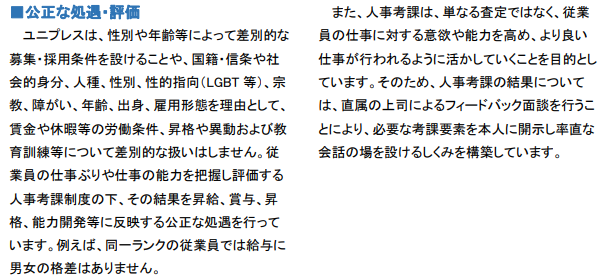 ■公正な処遇・評価
ユニプレスは、性別や年齢等によって差別的な
募集・採用条件を設けることや、国籍・信条や社
会的身分、人種、性別、性的指向(LGBT 等)、宗
教、障がい、年齢、出身、雇用形態を理由として、
賃金や休暇等の労働条件、昇格や異動および教
育訓練等について差別的な扱いはしません。従
業員の仕事ぶりや仕事の能力を把握し評価する
人事考課制度の下、その結果を昇給、賞与、昇
格、能力開発等に反映する公正な処遇を行って
います。例えば、同一ランクの従業員では給与に
男女の格差はありません。
また、人事考課は、単なる査定ではなく、従業
員の仕事に対する意欲や能力を高め、より良い
仕事が行われるように活かしていくことを目的とし
ています。そのため、人事考課の結果について
は、直属の上司によるフィードバック面談を行うこ
とにより、必要な考課要素を本人に開示し率直な
会話の場を設けるしくみを構築しています。